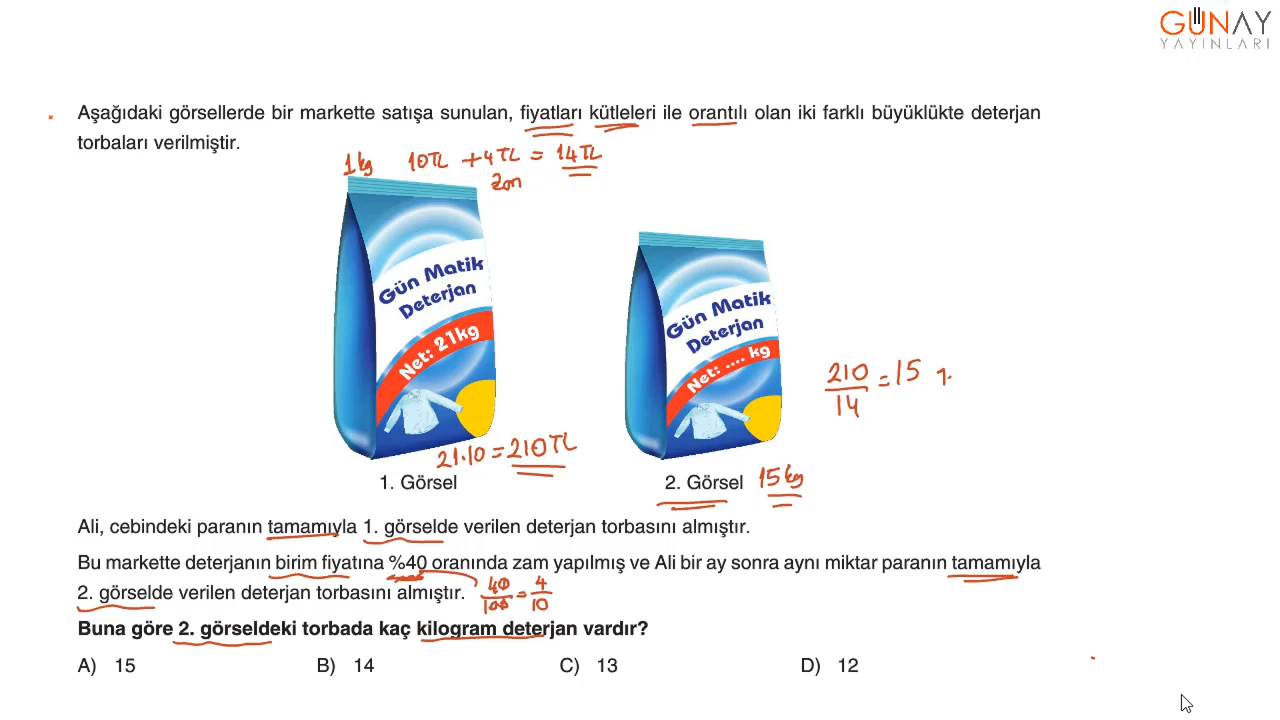 GÜNAY
YAYINLARI
Aşağıdaki görsellerde bir markette satışa sunulan, fiyatları kütleleri ile orantılı olan iki farklı büyüklükte deterjan
torbaları verilmiştir.
1kg 10TL +4TL = 14TL
Zam
Gün Matik
Deterjan
Net: 21kg
Gün Matik
Deterjan
Net: .... kg
210/14 = 15
21.10 = 210TL
1. Görsel
2. Görsel 15kg
Ali, cebindeki paranın tamamıyla 1. görselde verilen deterjan torbasını almıştır.
Bu markette deterjanın birim fiyatına %40 oranında zam yapılmış ve Ali bir ay sonra aynı miktar paranın tamamıyla
2. görselde verilen deterjan torbasını almıştır. 40/100 = 4/10
Buna göre 2. görseldeki torbada kaç kilogram deterjan vardır?
A) 15 B) 14 C) 13 D) 12